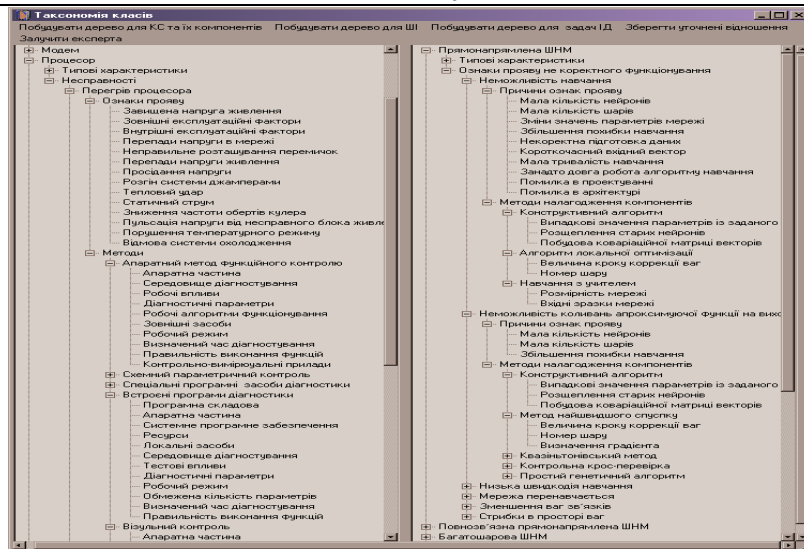 Таксономія класів
Побудувати дерево для КС та їх компонентів Побудувати дерево для ШІ Побудувати дерево для задач ІД Зберегти уточнені відношення
Залучити експерта
Модем
Процесор
Типові характеристики
Несправності
Перегрів процесора
Ознаки прояву
Завищена напруга живлення
Зовнішні експлуатаційні фактори
Внутрішні експлуатаційні фактори
Перепади напруги в мережі
Неправильне розташування перемичок
Перепади напруги живлення
Просідання напруги
Розгін системи джамперами
Тепловий удар
Статичний струм
Зниження частоти обертів кулера
Пульсація напруги від несправного блока живле
Порушення температурного режиму
Відмова системи охолодження
Методи
Апаратний метод функційного контролю
Апаратна частина
Середовище діагностування
Робочі впливи
Діагностичні параметри
Робочі алгоритми функціонування
Зовнішні засоби
Робочий режим
Визначений час діагностування
Правильність виконання функцій
Контрольно-вимірювальні прилади
Схемний параметричний контроль
Спеціальні програмні засоби діагностики
Встроєні програми діагностики
Програмна складова
Апаратна частина
Системне програмне забезпечення
Ресурси
Локальні засоби
Середовище діагностування
Тестові впливи
Діагностичні параметри
Робочий режим
Обмежена кількість параметрів
Визначений час діагностування
Правильність виконання функцій
Візульний контроль
Апаратна частина
Прямонапрямлена ШНМ
Типові характеристики
Ознаки прояву не коректного функціонування
Неможливість навчання
Причини ознак прояву
Мала кількість нейронів
Мала кількість шарів
Зміни значень параметрів мережі
Збільшення похибки навчання
Некоректна підготовка даних
Короткочасний вхідний вектор
Мала тривалість навчання
Занадто довга робота алгоритму навчання
Помилка в проектуванні
Помилка в архітектурі
Методи налагодження компонентів
Конструктивний алгоритм
Випадкові значення параметрів із заданого
Розщеплення старих нейронів
Побудова коваріаційної матриці векторів
Алгоритм локальної оптимізації
Величина кроку коррекції ваг
Номер шару
Навчання з учителем
Розмірність мережі
Вхідні зразки мережі
Неможливість коливань апроксимуючої функції на вихо
Причини ознак прояву
Мала кількість нейронів
Мала кількість шарів
Збільшення похибки навчання
Методи налагодження компонентів
Конструктивний алгоритм
Випадкові значення параметрів із заданого
Розщеплення старих нейронів
Побудова коваріаційної матриці векторів
Метод найшвидшого спуспку
Величина кроку коррекції ваг
Номер шару
Визначення градієнта
Квазіньтонівський метод
Контрольна крос-перевірка
Простий генетичний алгоритм
Низька швидкодія навчання
Мережа перенавчається
Зменшення ваг зв'язків
Стрибки в просторі ваг
Повнозв'язна прямонапрямлена ШНМ
Багатошарова ШНМ